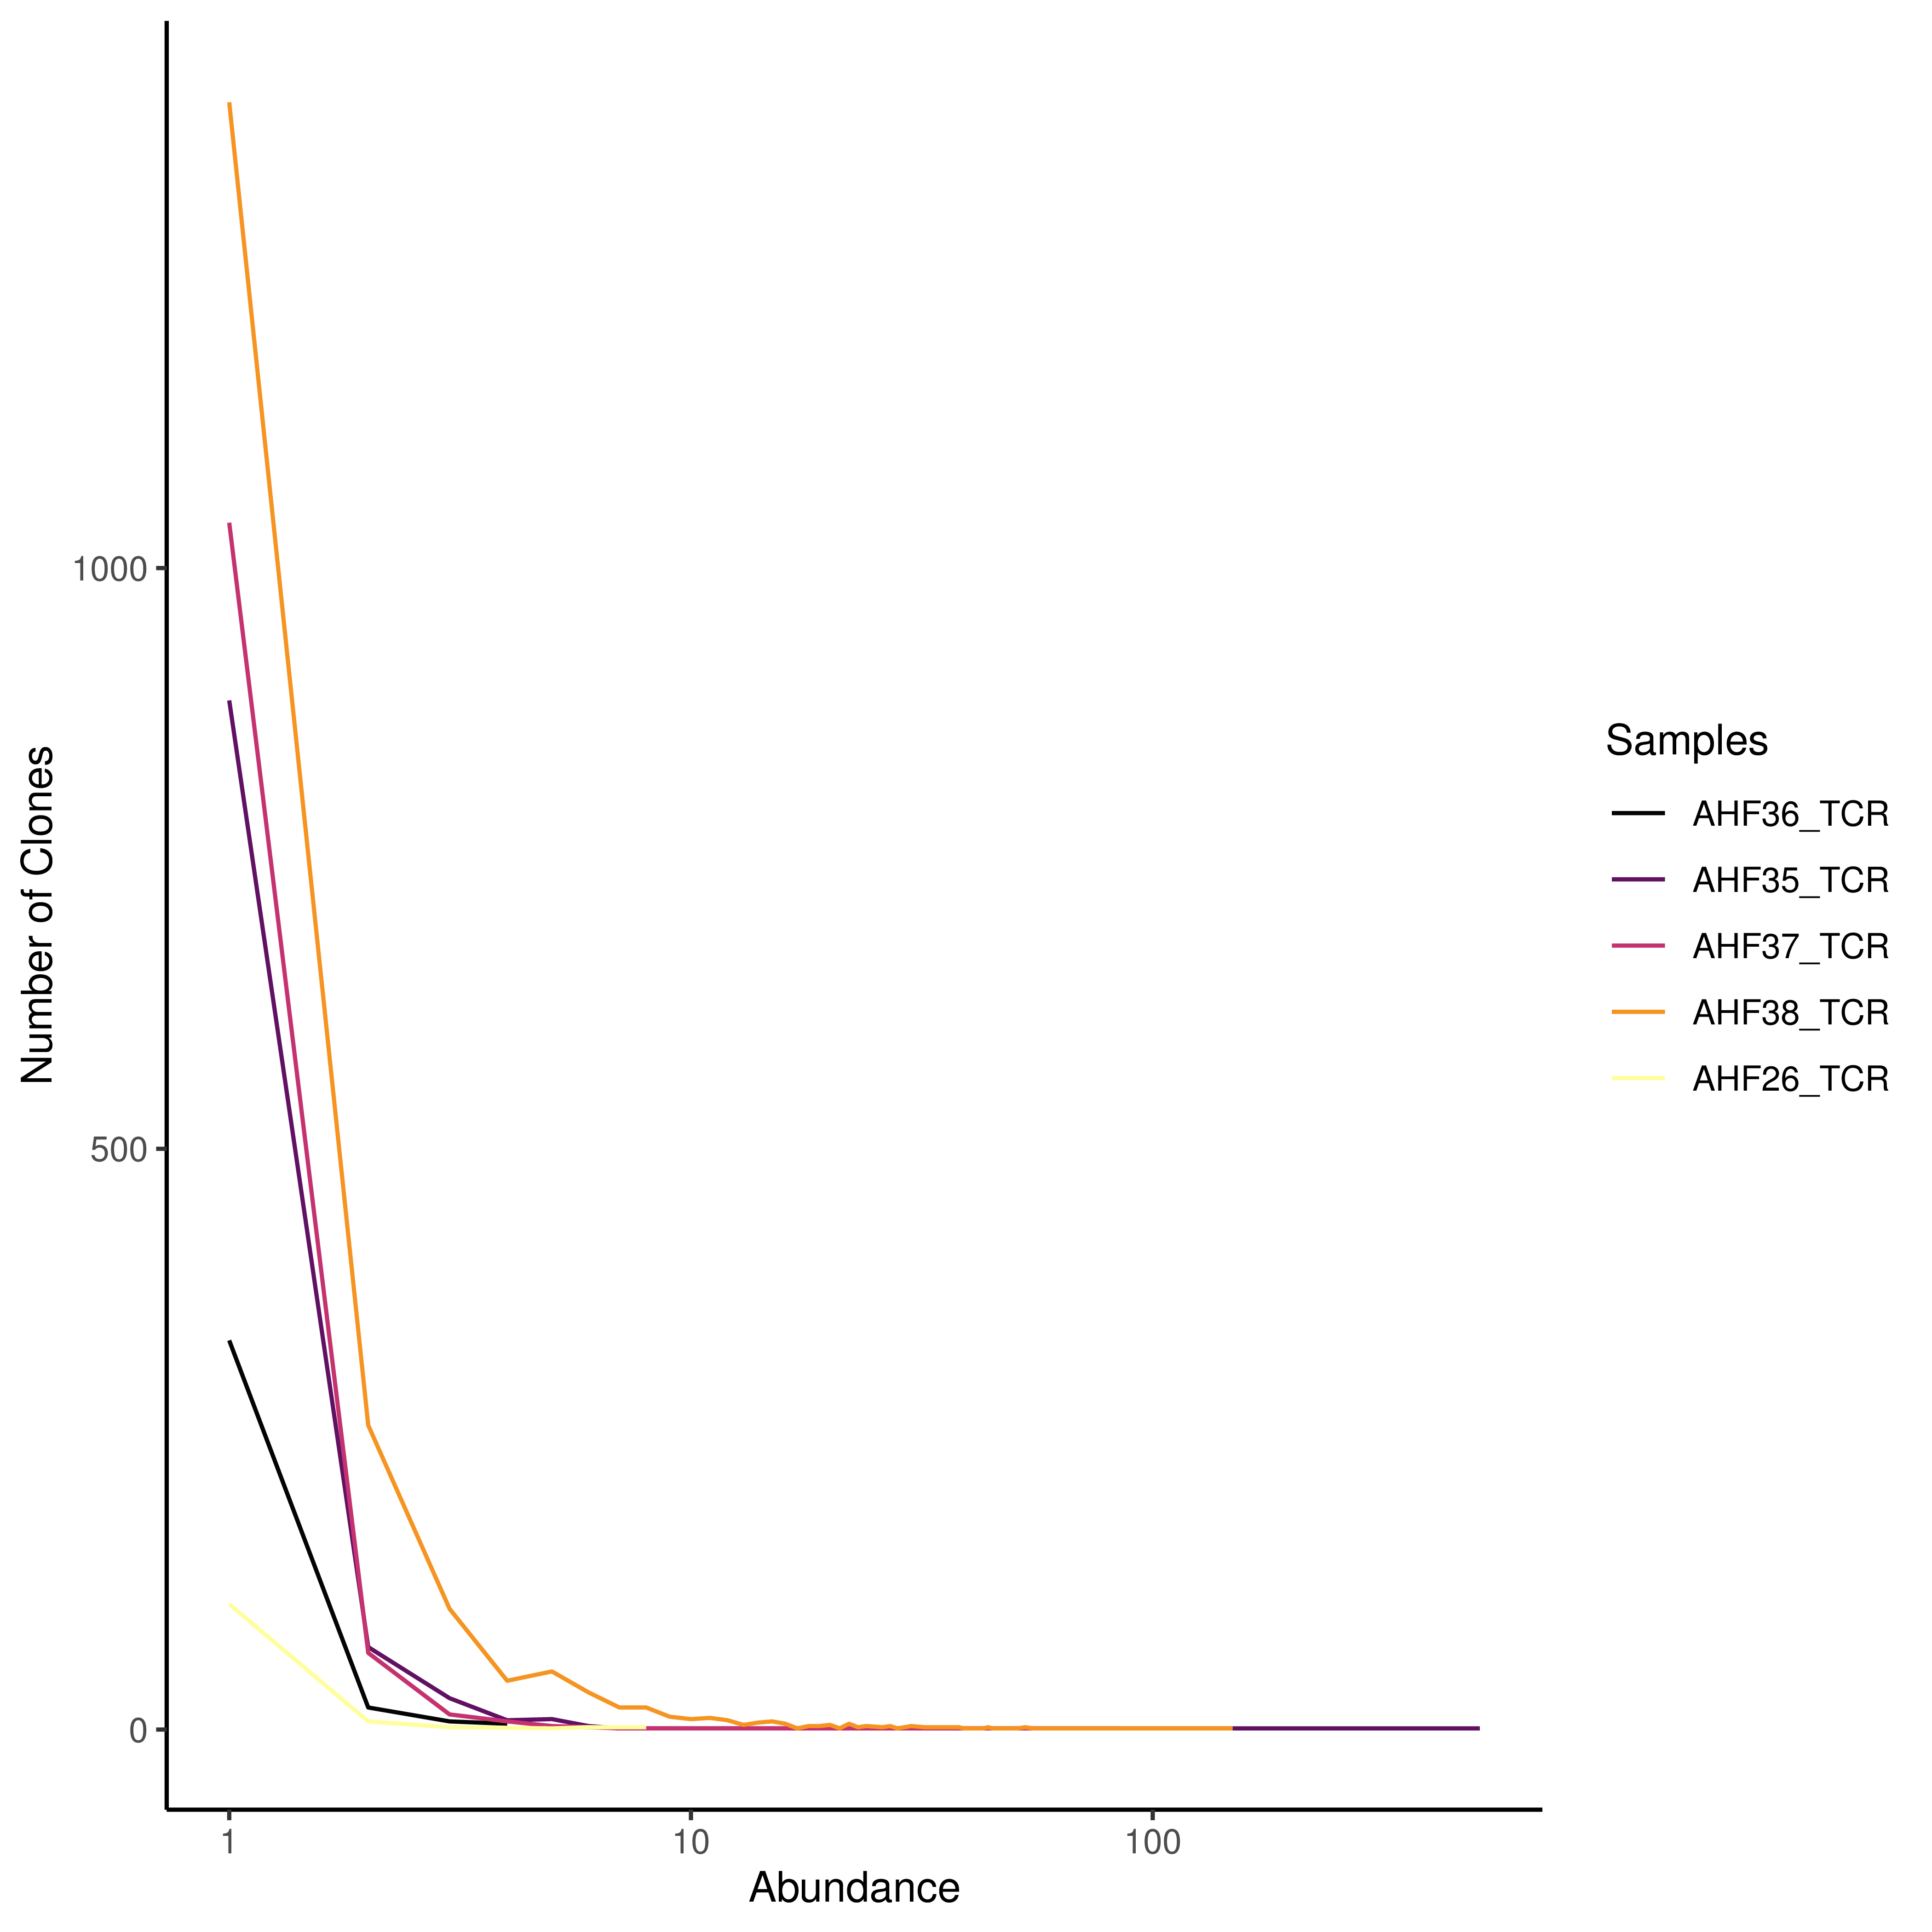 Number of Clones
1000
500
0
1
10
100
Abundance
Samples
AHF36_TCR
AHF35_TCR
AHF37_TCR
AHF38_TCR
AHF26_TCR